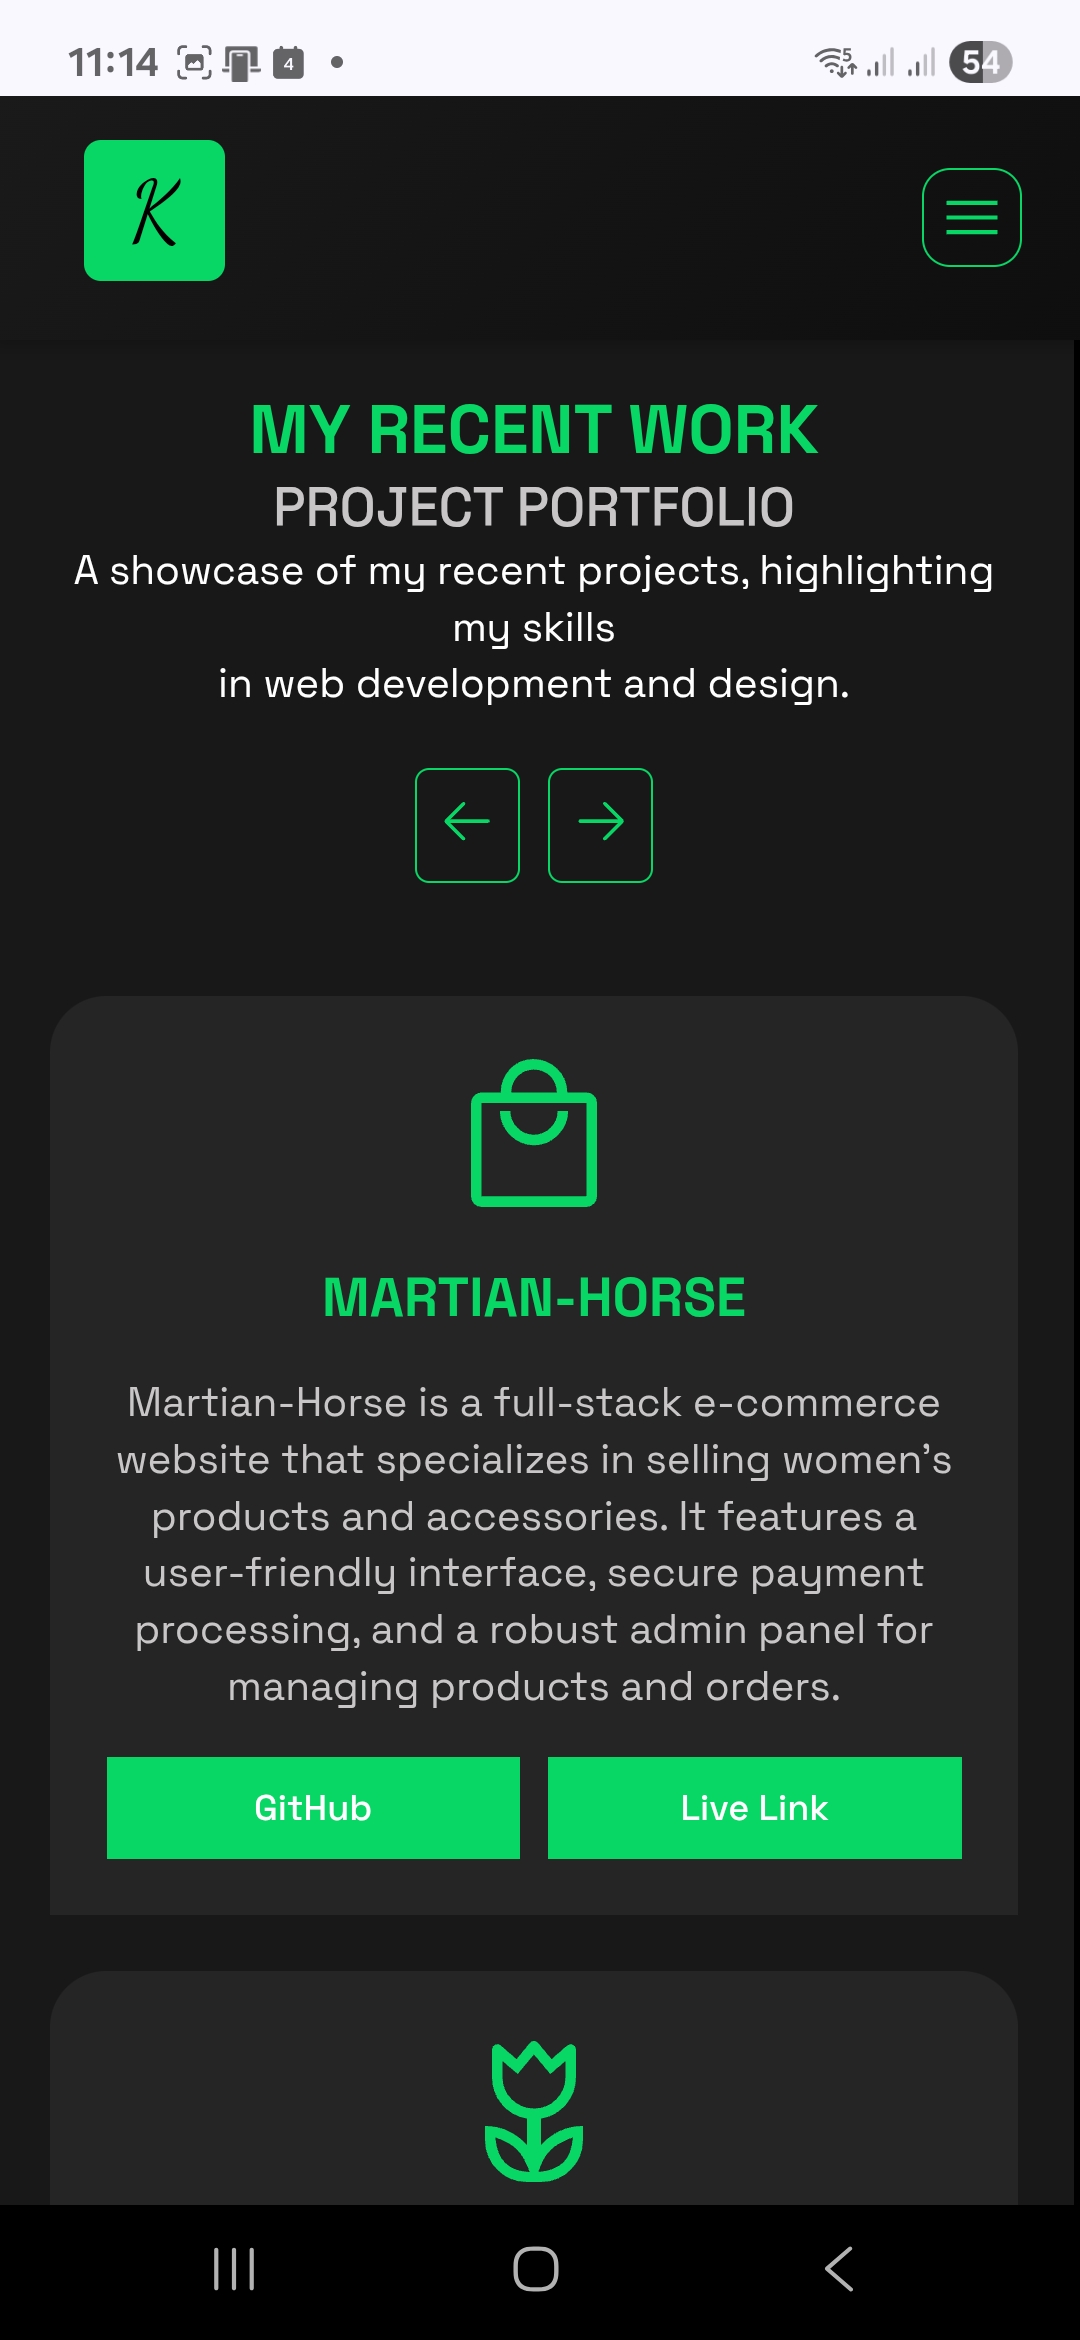 11:14
4
5
54
K
MY RECENT WORK
PROJECT PORTFOLIO
A showcase of my recent projects, highlighting
my skills
in web development and design.
MARTIAN-HORSE
Martian-Horse is a full-stack e-commerce
website that specializes in selling women's
products and accessories. It features a
user-friendly interface, secure payment
processing, and a robust admin panel for
managing products and orders.
GitHub
Live Link